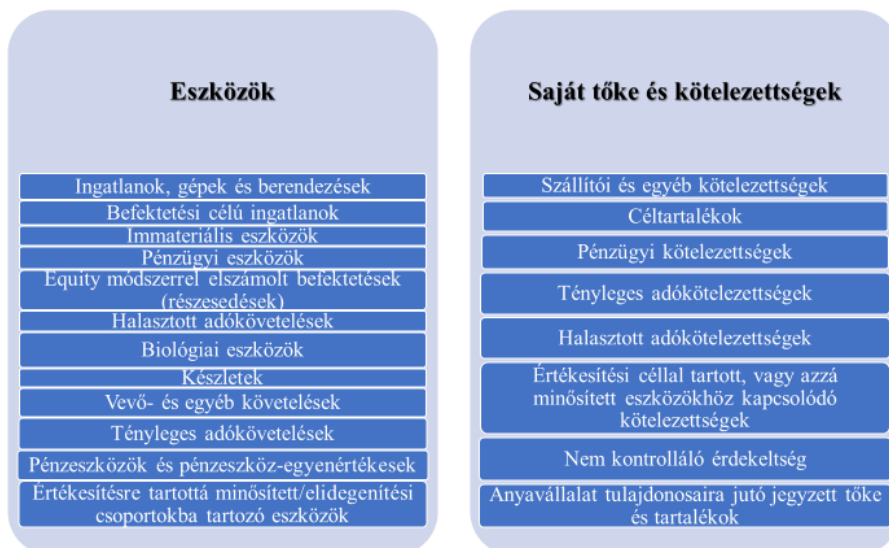 Eszközök
Ingatlanok, gépek és berendezések
Befektetési célú ingatlanok
Immateriális eszközök
Pénzügyi eszközök
Equity módszerrel elszámolt befektetések
(részesedések)
Halasztott adókövetelések
Biológiai eszközök
Készletek
Vevő- és egyéb követelések
Tényleges adókövetelések
Pénzeszközök és pénzeszköz-egyenértékesek
Értékesítésre tartottá minősített/elidegenítési
csoportokba tartozó eszközök
Saját tőke és kötelezettségek
Szállítói és egyéb kötelezettségek
Céltartalékok
Pénzügyi kötelezettségek
Tényleges adókötelezettségek
Halasztott adókötelezettségek
Értékesítési céllal tartott, vagy azzá
minősített eszközökhöz kapcsolódó
kötelezettségek
Nem kontrolláló érdekeltség
Anyavállalat tulajdonosaira jutó jegyzett tőke
és tartalékok